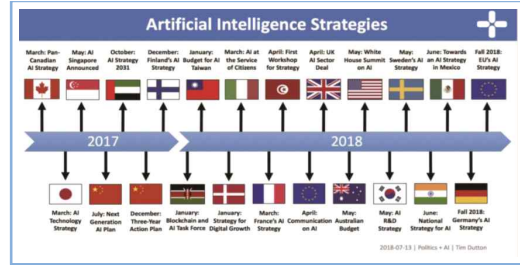 Artificial Intelligence Strategies
March: Pan-
Canadian
AI Strategy
May: AI
Singapore
Announced
October:
AI Strategy
2031
December:
Finland's AI
Strategy
January:
Budget for AI
Taiwan
March: AI at
the Service
of Citizens
April: First
Workshop
for Strategy
April: UK
AI Sector
Deal
May: White
House Summit
on AI
May:
Sweden's AI
Strategy
June: Towards
an AI Strategy
in Mexico
Fall 2018:
EU's AI
Strategy
2017
2018
March: AI
Technology
Strategy
July: Next
Generation
AI Plan
December:
Three-Year
Action Plan
January:
Blockchain and
AI Task Force
January:
Strategy for
Digital Growth
March:
France's AI
Strategy
April:
Communication
on AI
May:
Australian
Budget
May: AI
R&D
Strategy
June:
National
Strategy for AI
Fall 2018:
Germany's AI
Strategy
2018-07-13 | Politics + AI | Tim Dutton